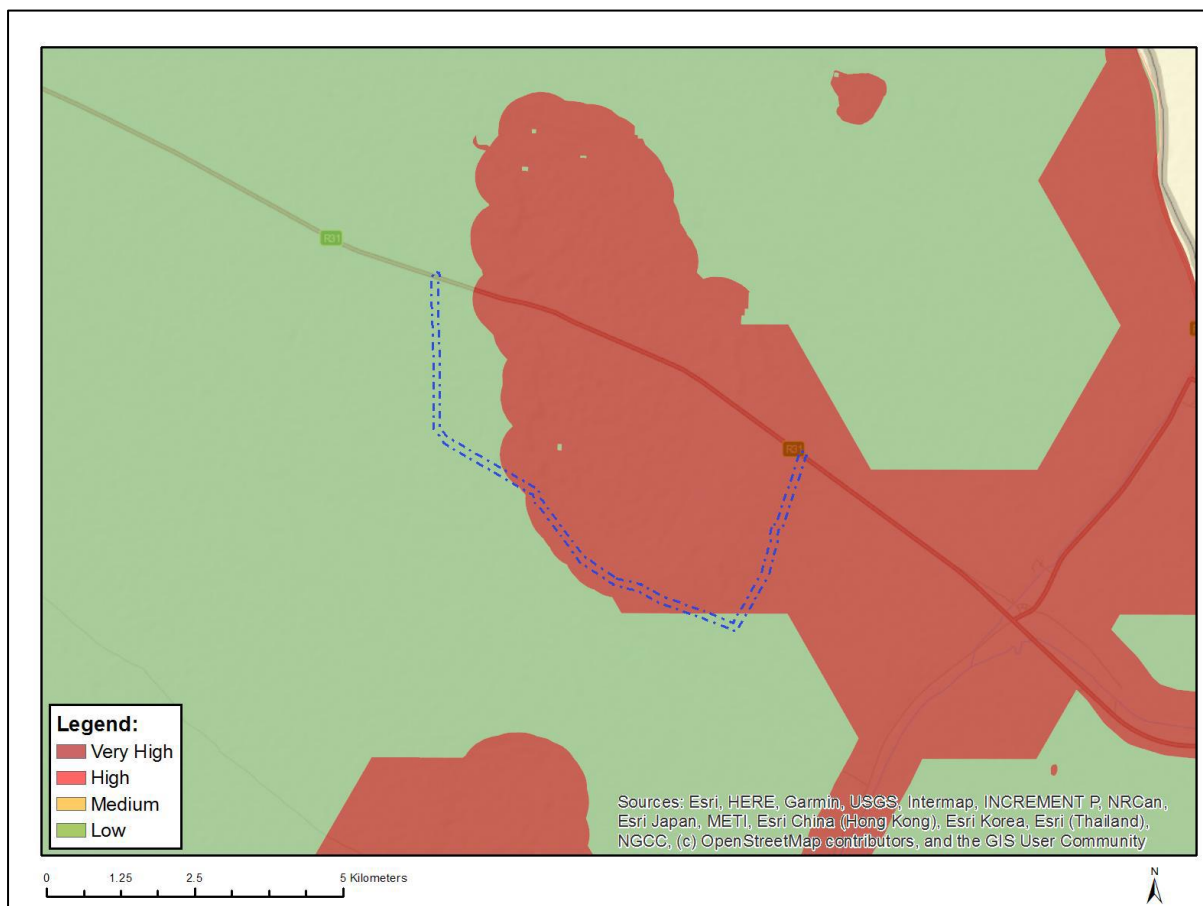 R31
R31
Legend:
Very High
High
Medium
Low
Sources: Esri, HERE, Garmin, USGS, Intermap, INCREMENT P, NRCan,
Esri Japan, METI, Esri China (Hong Kong), Esri Korea, Esri (Thailand),
NGCC, (c) OpenStreetMap contributors, and the GIS User Community
0 1.25 2.5 5 Kilometers
N